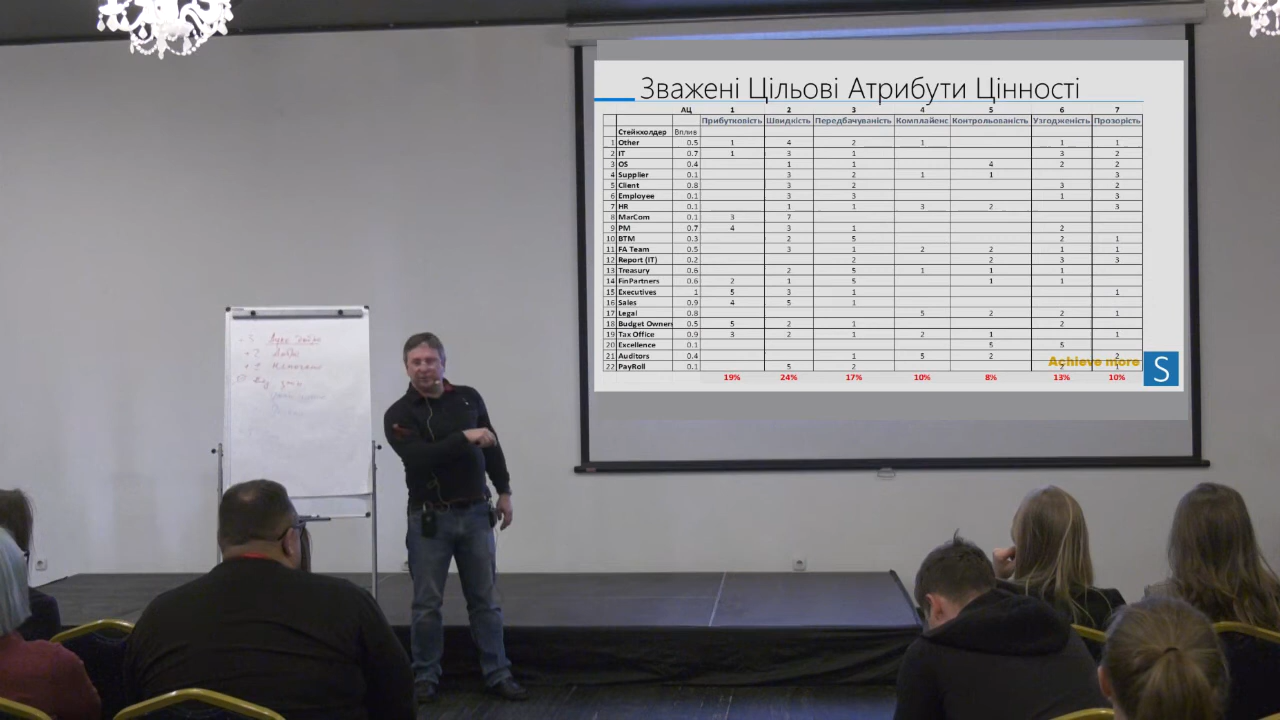 Зважені Цільові Атрибути Цінності
АЦ 1 2 3 4 5 6 7
Прибутковість Швидкість Передбачуваність Комплайенс Контрольованість Узгодженість Прозорість
Стейкхолдер Вплив
1 Other 0.5 1 4 2 1 1 1
2 IT 0.7 1 3 1 3 2
3 OS 0.4 1 1 4 2 2
4 Supplier 0.1 3 2 1 1 3
5 Client 0.8 3 2 3 2
6 Employee 0.1 3 3 1 3
7 HR 0.1 1 1 3 2 3
8 MarCom 0.1 3 7
9 PM 0.7 4 3 1 2
10 BTM 0.3 2 5 2 1
11 FA Team 0.5 3 1 2 2 1 1
12 Report (IT) 0.2 2 2 3 3
13 Treasury 0.6 2 5 1 1 1
14 FinPartners 0.6 2 1 5 1 1
15 Executives 1 5 3 1 1
16 Sales 0.9 4 5 1
17 Legal 0.8 5 2 2 1
18 Budget Owners 0.5 5 2 1 2
19 Tax Office 0.9 3 2 1 2 1 1
20 Excellence 0.1 5 5
21 Auditors 0.4 1 5 2 2
22 PayRoll 0.1 5 2 2 1
19% 24% 17% 10% 8% 13% 10%
Achieve more S